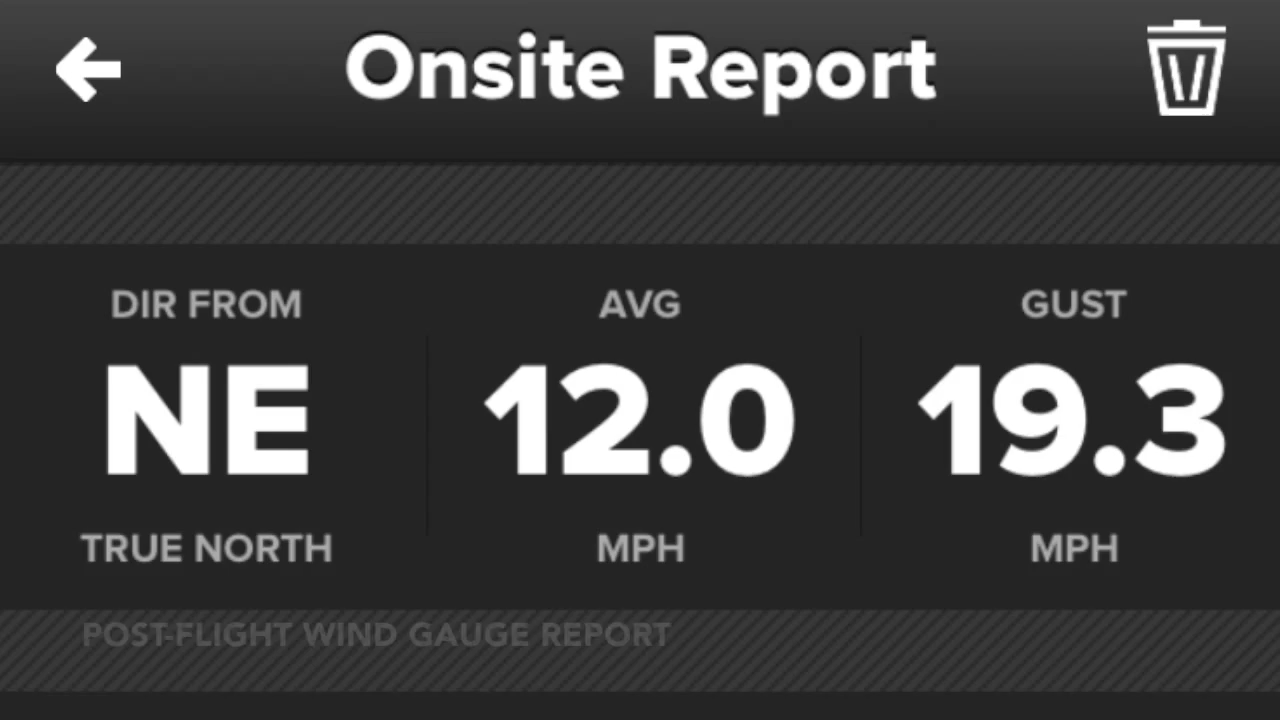 Onsite Report
DIR FROM AVG GUST
NE 12.0 19.3
TRUE NORTH MPH MPH
POST-FLIGHT WIND GAUGE REPORT